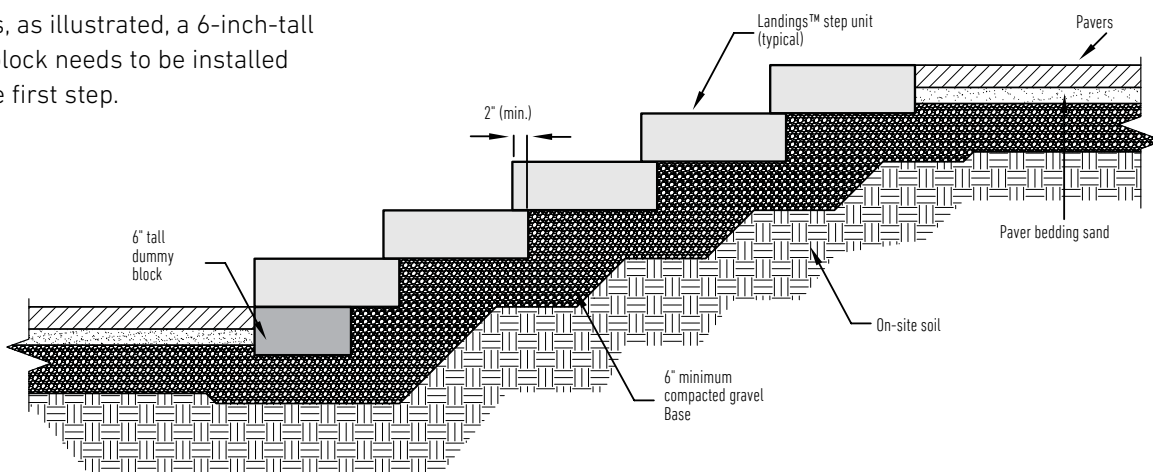 s, as illustrated, a 6-inch-tall
lock needs to be installed
e first step.
Landings™ step unit
(typical)
Pavers
2" (min.)
6" tall
dummy
block
Paver bedding sand
On-site soil
6" minimum
compacted gravel
Base